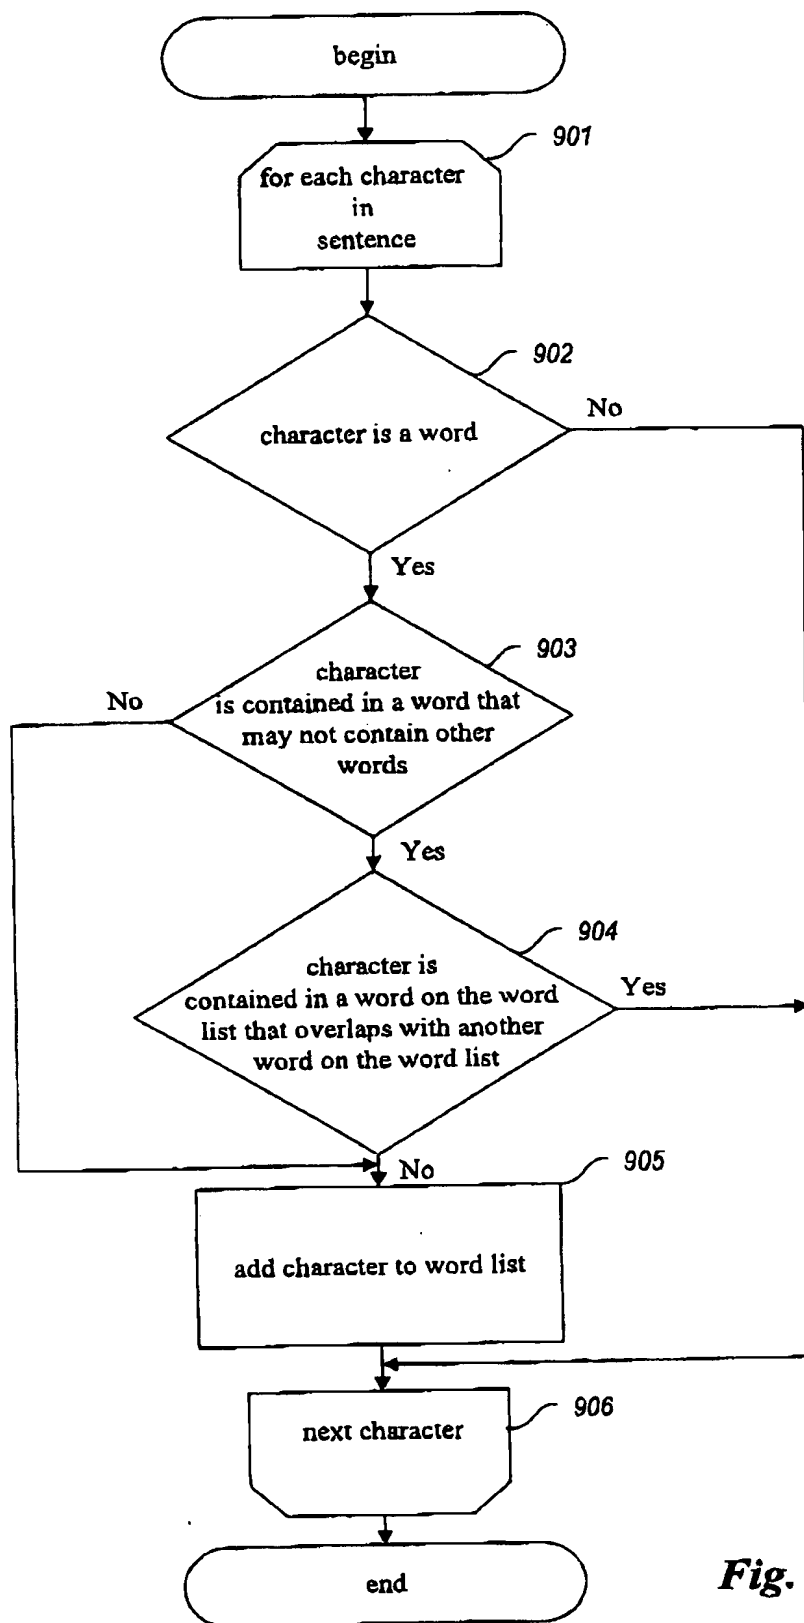 begin
901
for each character
in
sentence
902
No
character is a word
Yes
903
No
character
is contained in a word that
may not contain other
words
Yes
904
character is
contained in a word on the word
list that overlaps with another
word on the word list
Yes
No
905
add character to word list
906
next character
end
Fig.